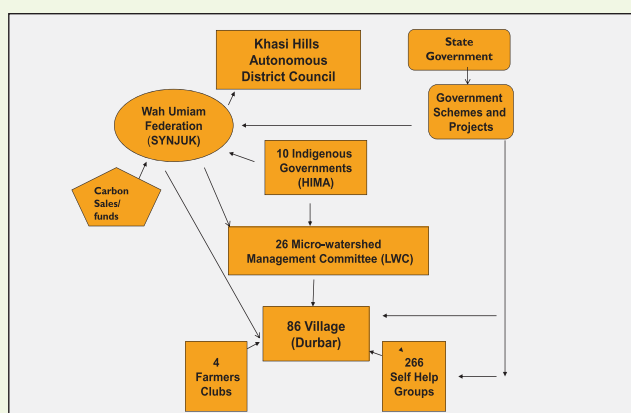 Khasi Hills
Autonomous
District Council
State
Government
Government
Schemes and
Projects
Wah Umiam
Federation
(SYNJUK)
10 Indigenous
Governments
(HIMA)
Carbon
Sales/
funds
26 Micro-watershed
Management Committee (LWC)
86 Village
(Durbar)
4
Farmers
Clubs
266
Self Help
Groups